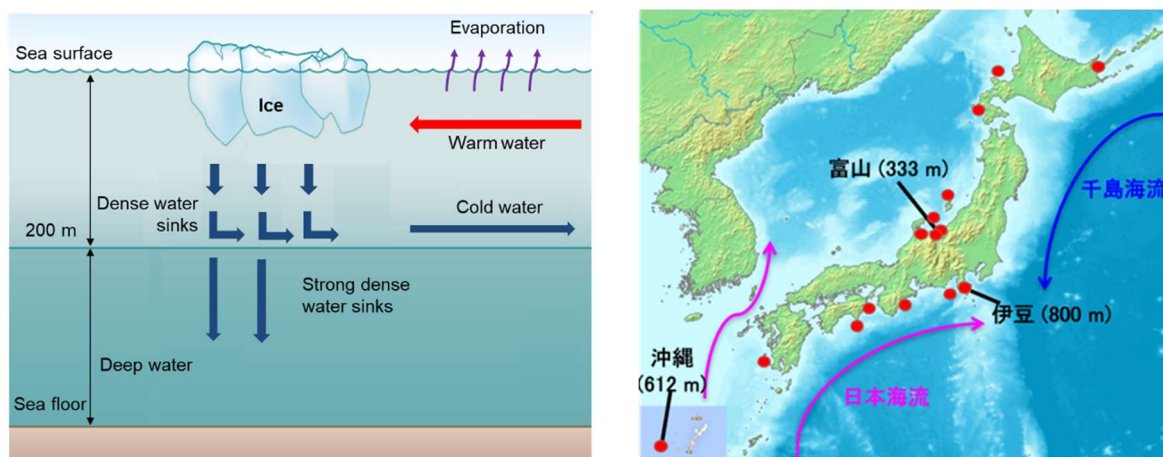 Evaporation
Sea surface
Ice
Warm water
Dense water
sinks
Cold water
200 m
Strong dense
water sinks
Deep water
Sea floor
富山 (333 m)
千島海流
伊豆 (800 m)
沖縄
(612 m)
日本海流